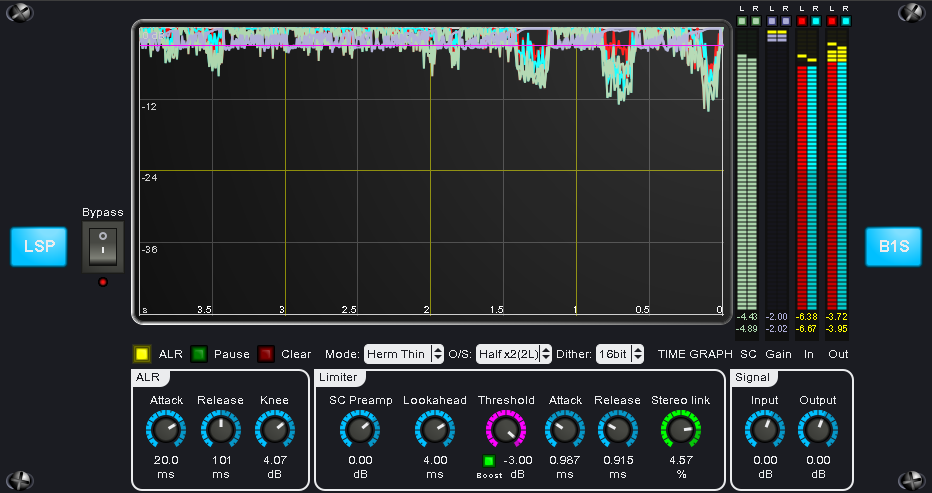 L R L R L R L R
-12
-24
-36
s 3.5 3 2.5 2 1.5 1 0.5 0
Bypass
LSP
B1S
-4.43 -2.00 -6.38 -3.72
-4.89 -2.02 -6.67 -3.95
ALR Pause Clear Mode: Herm Thin O/S: Half x2(2L) Dither: 16bit TIME GRAPH SC Gain In Out
ALR
Attack Release Knee
20.0 101 4.07
ms ms dB
Limiter
SC Preamp Lookahead Threshold Attack Release Stereo link
0.00 4.00 -3.00 0.987 0.915 4.57
dB ms Boost dB ms ms %
Signal
Input Output
0.00 0.00
dB dB